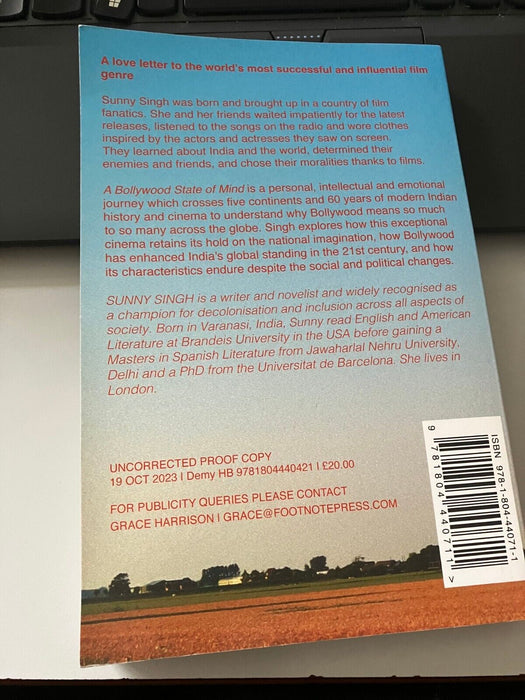 A love letter to the world's most successful and influential film
genre
Sunny Singh was born and brought up in a country of film
fanatics. She and her friends waited impatiently for the latest
releases, listened to the songs on the radio and wore clothes
inspired by the actors and actresses they saw on screen.
They learned about India and the world, determined their
enemies and friends, and chose their moralities thanks to films.
A Bollywood State of Mind is a personal, intellectual and emotional
journey which crosses five continents and 60 years of modern Indian
history and cinema to understand why Bollywood means so much
to so many across the globe. Singh explores how this exceptional
cinema retains its hold on the national imagination, how Bollywood
has enhanced India's global standing in the 21st century, and how
its characteristics endure despite the social and political changes.
SUNNY SINGH is a writer and novelist and widely recognised as
a champion for decolonisation and inclusion across all aspects of
society. Born in Varanasi, India, Sunny read English and American
Literature at Brandeis University in the USA before gaining a
Masters in Spanish Literature from Jawaharlal Nehru University,
Delhi and a PhD from the Universitat de Barcelona. She lives in
London.
UNCORRECTED PROOF COPY
19 OCT 2023 | Demy HB 9781804440421 | £20.00
FOR PUBLICITY QUERIES PLEASE CONTACT
GRACE HARRISON | GRACE@FOOTNOTEPRESS.COM
ISBN 978-1-804-44071-1
9 781804 440711 >